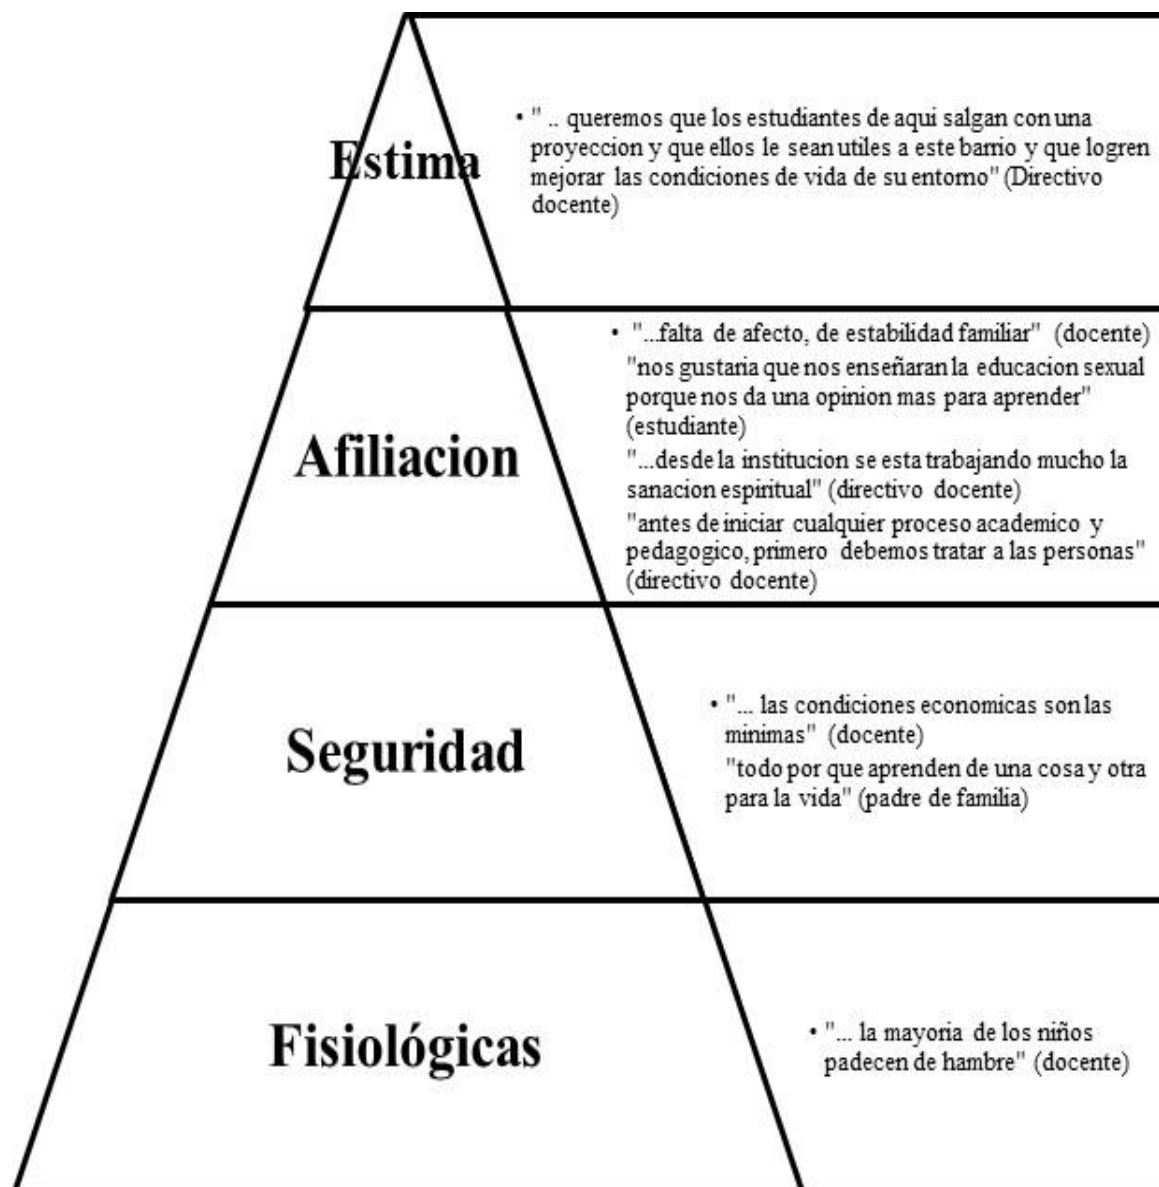 Estima
• " .. queremos que los estudiantes de aqui salgan con una
proyeccion y que ellos le sean utiles a este barrio y que logren
mejorar las condiciones de vida de su entorno" (Directivo
docente)
Afiliacion
• "...falta de afecto, de estabilidad familiar" (docente)
"nos gustaria que nos enseñaran la educacion sexual
porque nos da una opinion mas para aprender"
(estudiante)
"...desde la institucion se esta trabajando mucho la
sanacion espiritual" (directivo docente)
"antes de iniciar cualquier proceso academico y
pedagogico, primero debemos tratar a las personas"
(directivo docente)
Seguridad
• "... las condiciones economicas son las
minimas" (docente)
"todo por que aprenden de una cosa y otra
para la vida" (padre de familia)
Fisiológicas
• "... la mayoria de los niños
padecen de hambre" (docente)